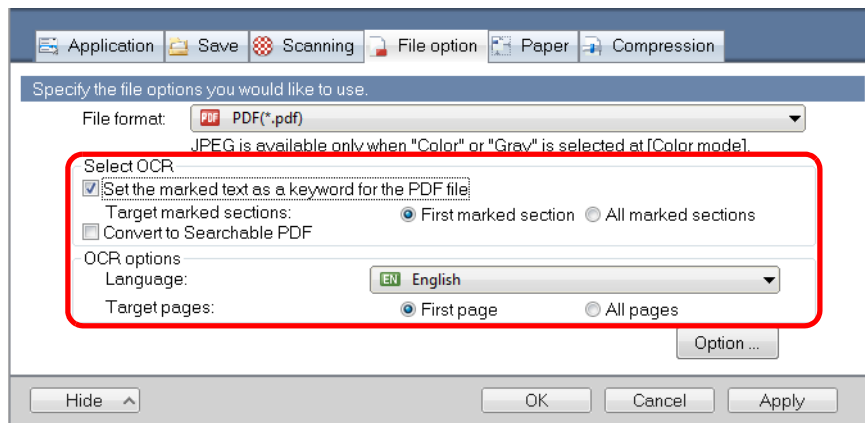 Application Save Scanning File option Paper Compression
Specify the file options you would like to use.
File format: PDF PDF(*.pdf)
JPEG is available only when "Color" or "Gray" is selected at [Color mode].
Select OCR
Set the marked text as a keyword for the PDF file
Target marked sections: First marked section All marked sections
Convert to Searchable PDF
OCR options
Language: EN English
Target pages: First page All pages
Option ...
Hide OK Cancel Apply